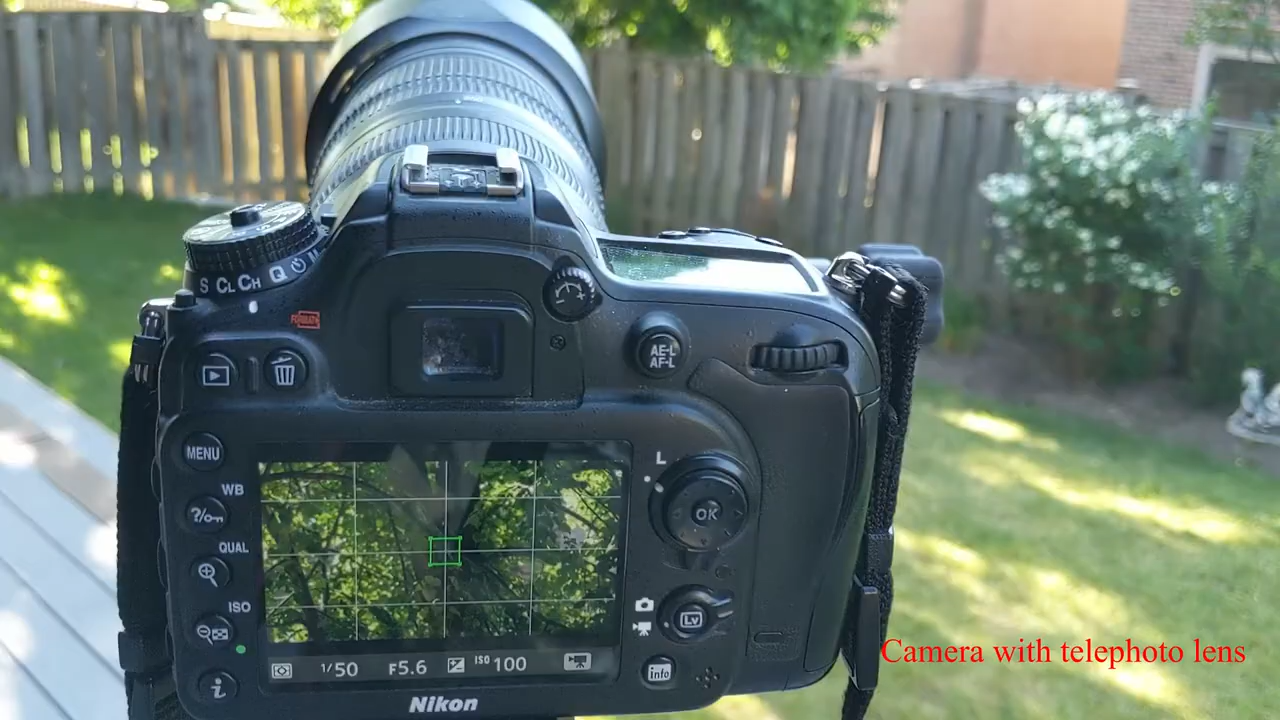 S CL CH Q M
FORMAT
AE-L
AF-L
MENU
WB
?/
QUAL
ISO
i
L
OK
Lv
info
1/50 F5.6 ISO 100
Nikon
Camera with telephoto lens